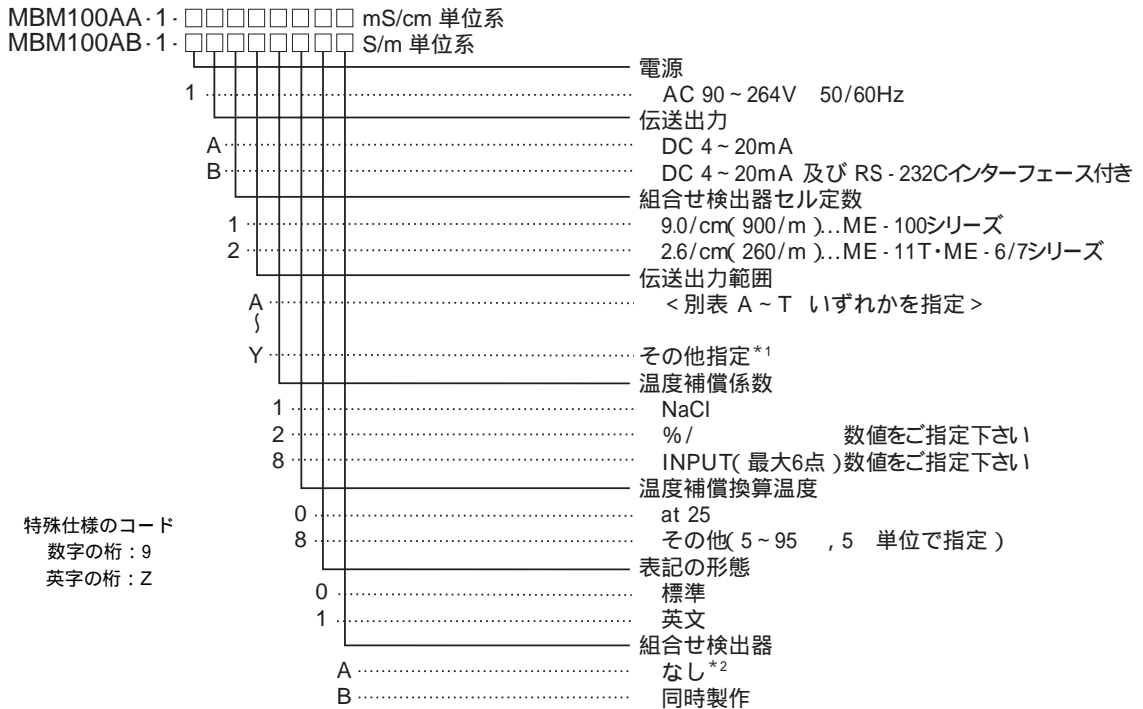 MBM100AA-1-□□□□□□□□ mS/cm 単位系
MBM100AB-1-□□□□□□□□ S/m 単位系
電源
1 AC 90~264V 50/60Hz
伝送出力
A DC 4~20mA
B DC 4~20mA 及び RS-232Cインターフェース付き
組合せ検出器セル定数
1 9.0/cm(900/m)…ME-100シリーズ
2 2.6/cm(260/m)…ME-11T・ME-6/7シリーズ
伝送出力範囲
A <別表 A~T いずれかを指定>
~
Y その他指定*1
温度補償係数
1 NaCl
2 %/ 数値をご指定下さい
8 INPUT(最大6点)数値をご指定下さい
温度補償換算温度
0 at 25
8 その他(5~95 ,5 単位で指定)
表記の形態
0 標準
1 英文
組合せ検出器
A なし*2
B 同時製作
特殊仕様のコード
数字の桁:9
英字の桁:Z